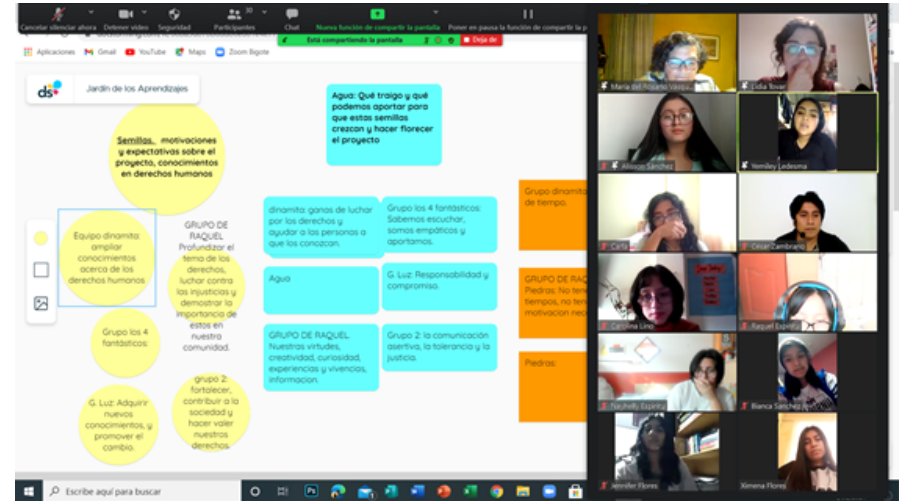 Cancelar silenciar ahora
Detener video
Seguridad
Participantes
30
Chat
Nueva función de compartir la pantalla
Poner en pausa la función de compartir la p
Está compartiendo la pantalla
Deja de
Aplicaciones
Gmail
YouTube
Maps
Zoom Bigote
ds
Jardín de los Aprendizajes
Semillas, motivaciones
y expectativas sobre el
proyecto, conocimientos
en derechos humanos
Agua: Qué traigo y qué
podemos aportar para
que estas semillas
crezcan y hacer florecer
el proyecto
Equipo dinamita:
ampliar
conocimientos
acerca de los
derechos humanos
GRUPO DE
RAQUEL
Profundizar el
tema de los
derechos,
luchar contra
las injusticias y
demostrar la
importancia de
estos en
nuestra
comunidad.
Grupo los 4
fantásticos:
G. Luz: Adquirir
nuevos
conocimientos, y
promover el
cambio.
grupo 2:
fortalecer,
contribuir a la
sociedad y
hacer valer
nuestros
derechos.
dinamita: ganas de luchar
por los derechos y
ayudar a las personas a
que los conozcan.
Grupo los 4 fantásticos:
Sabemos escuchar,
somos empáticos y
aportamos.
Agua
G. Luz: Responsabilidad y
compromiso.
GRUPO DE RAQUEL.
Nuestras virtudes,
creatividad, curiosidad,
experiencias y vivencias,
informacion.
Grupo 2: la comunicación
asertiva, la tolerancia y la
justicia.
Grupo dinamita
de tiempo.
GRUPO DE RAQ
Piedras: No ten
tiempos, no ten
motivacion nec
Piedras:
María del Rosario Vásqu...
Lidia Tovar
Allisson Sánchez
Yemiley Ledesma
Carla
César Zambrano
Carolina Lino
Raquel Espiritu
Nayhelly Espiritu
Bianca Sanchez
Jennifer Flores
Ximena Flores
Escribe aquí para buscar